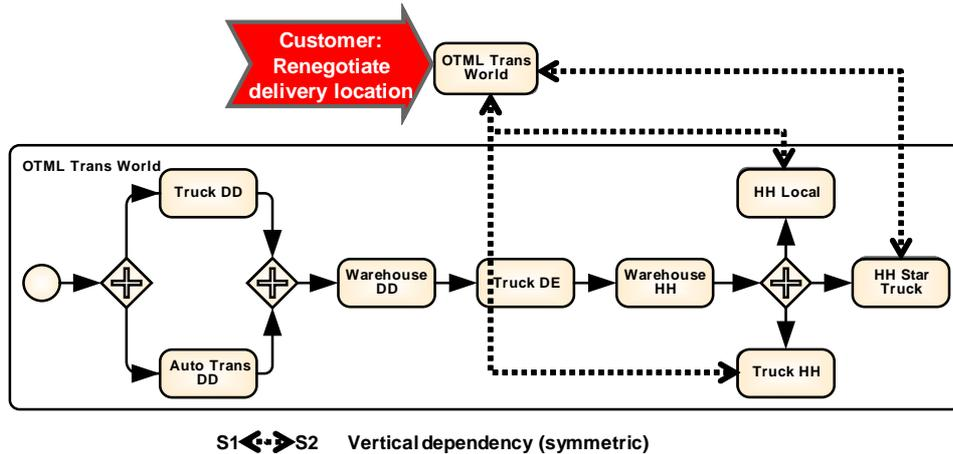 Customer:
Renegotiate
delivery location
OTML Trans
World
OTML Trans World
Truck DD
HH Local
Warehouse
DD
Truck DE
Warehouse
HH
HH Star
Truck
Auto Trans
DD
Truck HH
S1 S2 Vertical dependency (symmetric)